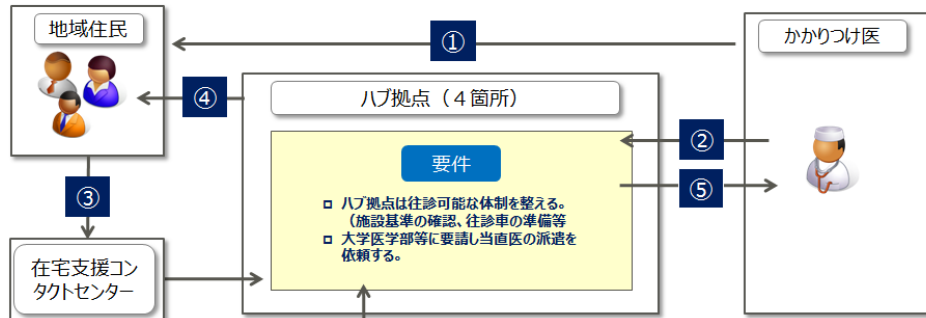 地域住民
①
かかりつけ医
④
ハブ拠点（４箇所）
要件
②
③
⑤
□ ハブ拠点は往診可能な体制を整える。
（施設基準の確認、往診車の準備等
□ 大学医学部等に要請し当直医の派遣を
依頼する。
在宅支援コン
タクトセンター